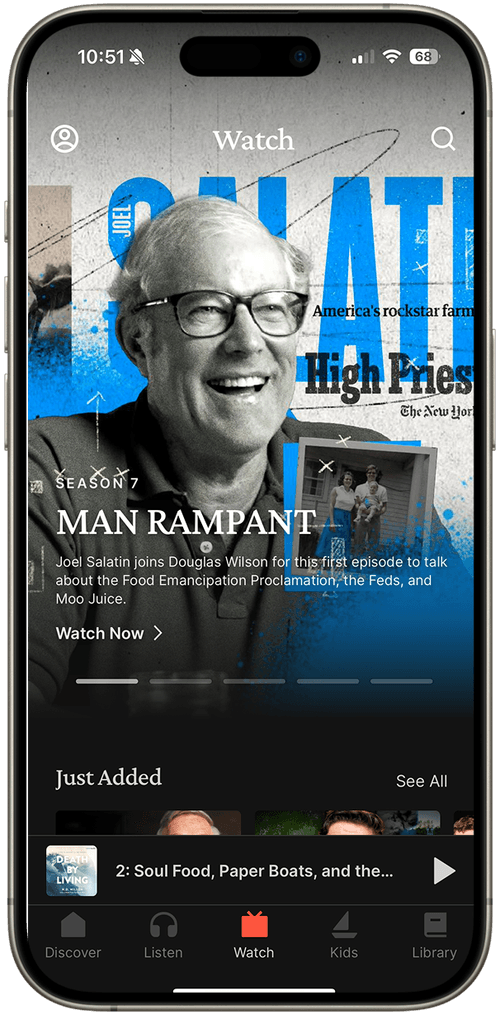 10:51
68
Watch
JOEL
SALATI
America's rockstar farm
High Pries
The New Yor
SEASON 7
MAN RAMPANT
Joel Salatin joins Douglas Wilson for this first episode to talk
about the Food Emancipation Proclamation, the Feds, and
Moo Juice.
Watch Now
Just Added
See All
DEATH
BY
LIVING
N.D. WILSON
2: Soul Food, Paper Boats, and the...
Discover
Listen
Watch
Kids
Library